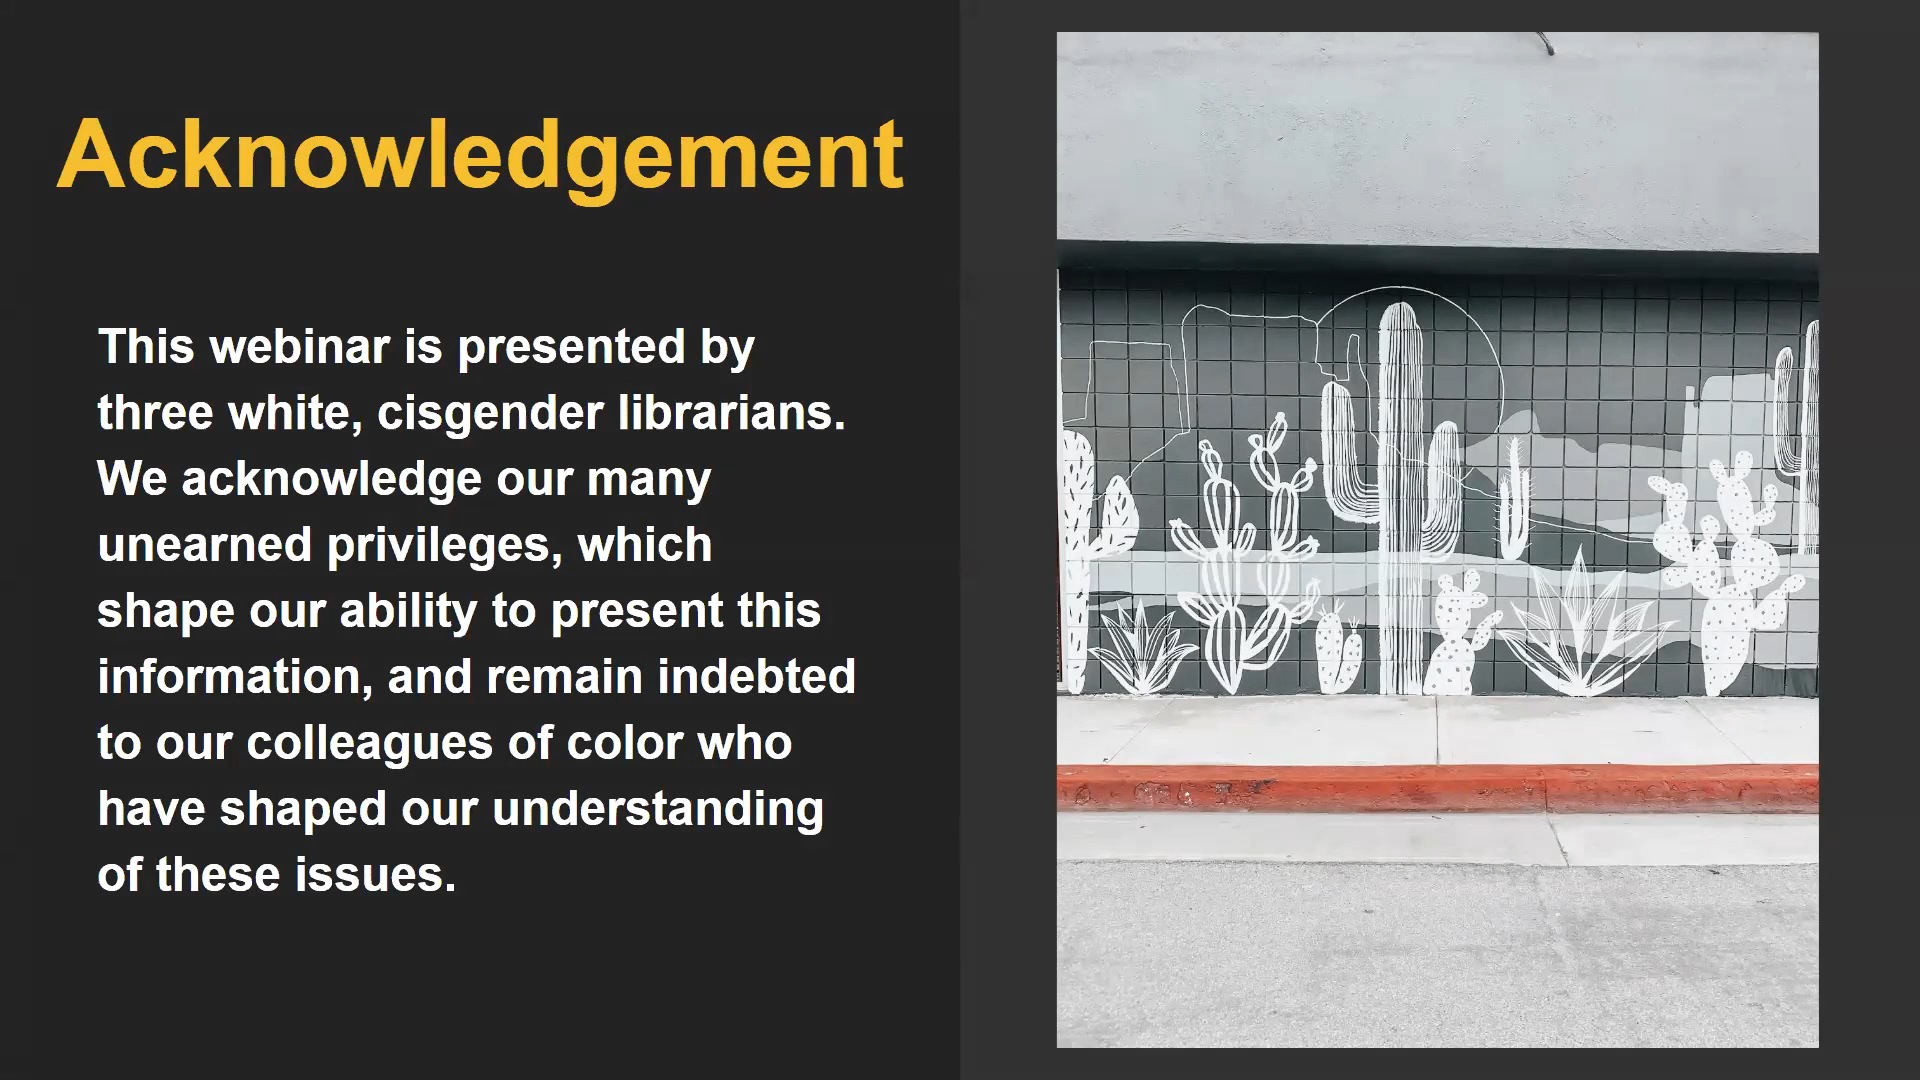 Acknowledgement
This webinar is presented by
three white, cisgender librarians.
We acknowledge our many
unearned privileges, which
shape our ability to present this
information, and remain indebted
to our colleagues of color who
have shaped our understanding
of these issues.